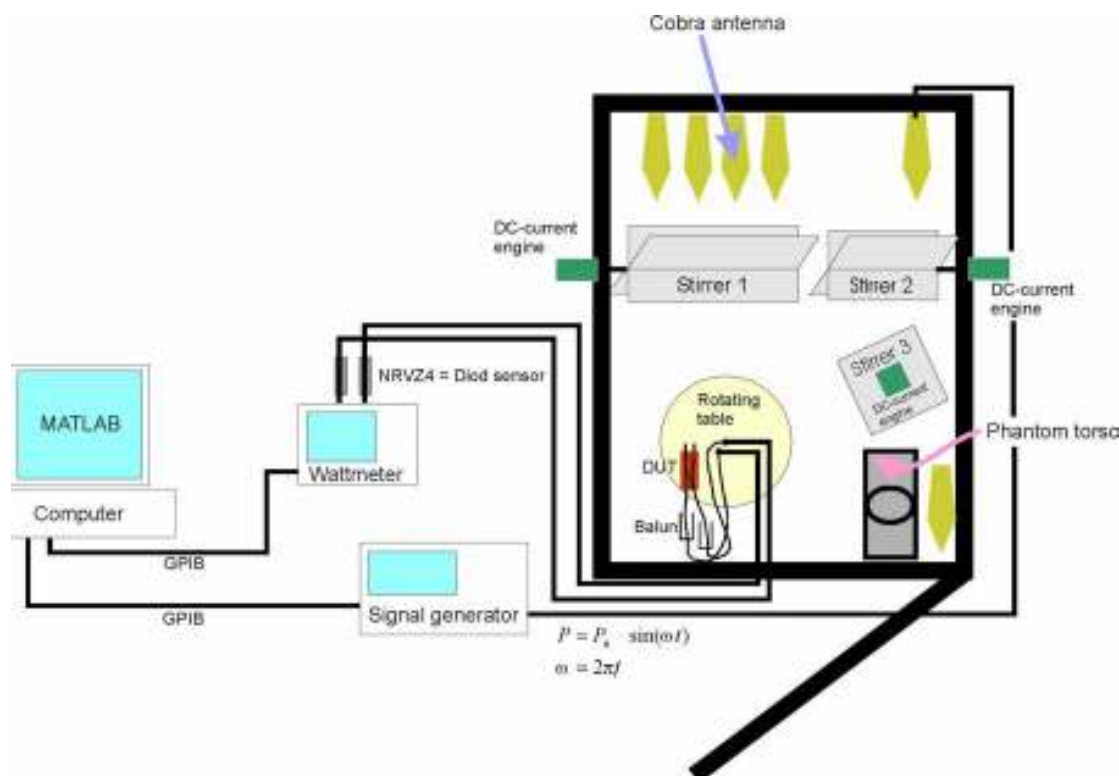 Cobra antenna
DC-current
engine
Stirrer 1
Stirrer 2
DC-current
engine
NRVZ4 = Diod sensor
Stirrer 3
DC-current
engine
MATLAB
Rotating
table
Phantom torso
Wattmeter
DUT
Computer
Balun
GPIB
GPIB
Signal generator
P = P₀ sin(ωt)
ω = 2πf